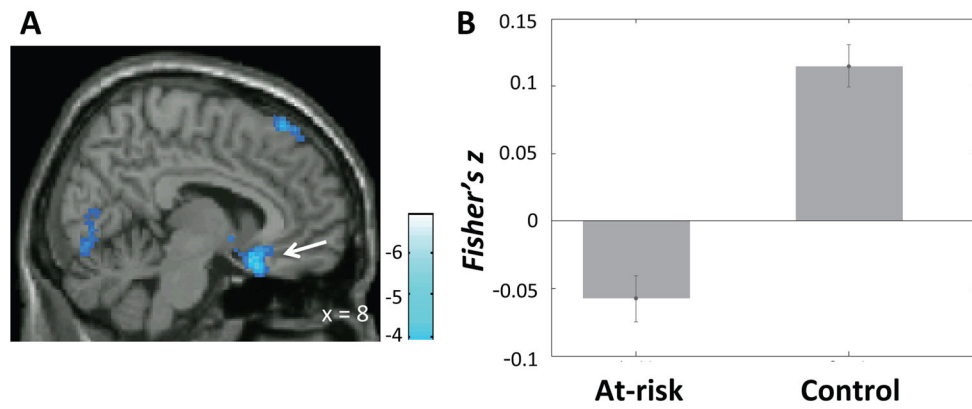 A
-6
-5
-4
x = 8
B
Fisher's z
0.15
0.1
0.05
0
-0.05
-0.1
At-risk
Control